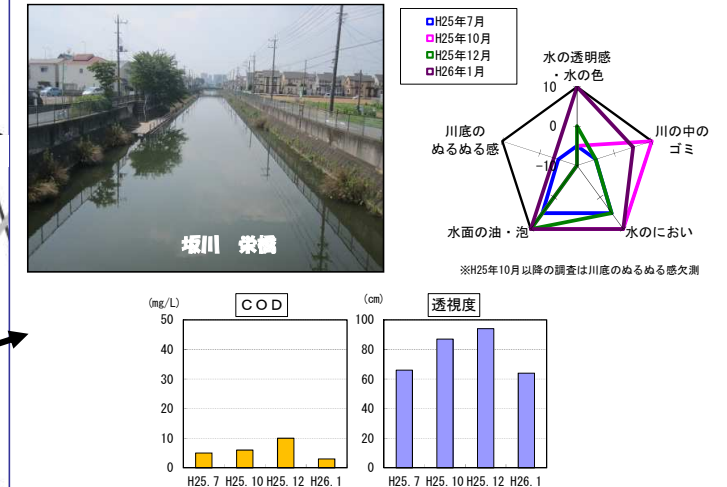 坂川　栄橋
H25年7月
H25年10月
H25年12月
H26年1月
水の透明感
・水の色
10
0
-10
川の中の
ゴミ
水のにおい
水面の油・泡
川底の
ぬるぬる感
※H25年10月以降の調査は川底のぬるぬる感欠測
(mg/L)
ＣＯＤ
50
40
30
20
10
0
H25.7 H25.10 H25.12 H26.1
(cm)
透視度
100
80
60
40
20
0
H25.7 H25.10 H25.12 H26.1